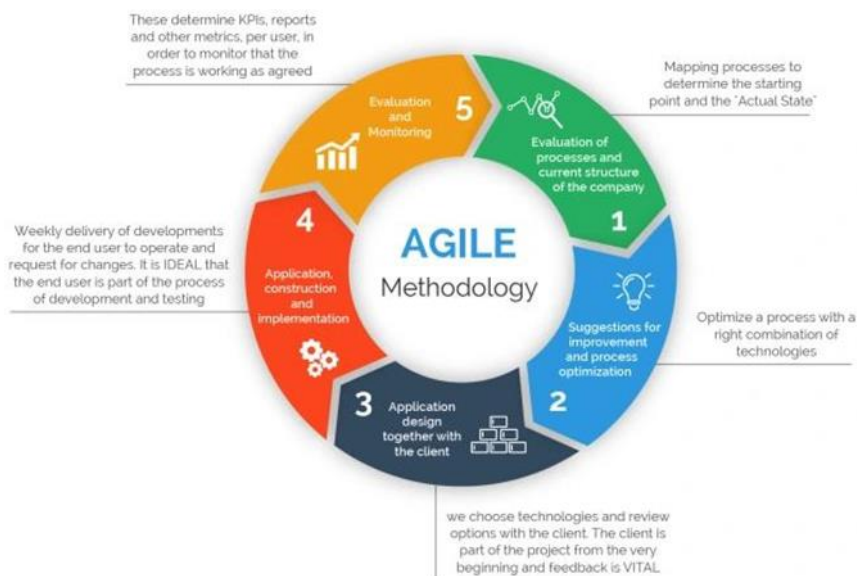 AGILE
Methodology
1
Evaluation of
processes and
current structure
of the company
Mapping processes to
determine the starting
point and the "Actual State"
2
Suggestions for
improvement
and process
optimization
Optimize a process with a
right combination of
technologies
3
Application
design
together with
the client
we choose technologies and review
options with the client. The client is
part of the project from the very
beginning and feedback is VITAL
4
Application,
construction
and
implementation
Weekly delivery of developments
for the end user to operate and
request for changes. It is IDEAL that
the end user is part of the process
of development and testing
5
Evaluation
and
Monitoring
These determine KPIs, reports
and other metrics, per user, in
order to monitor that the
process is working as agreed